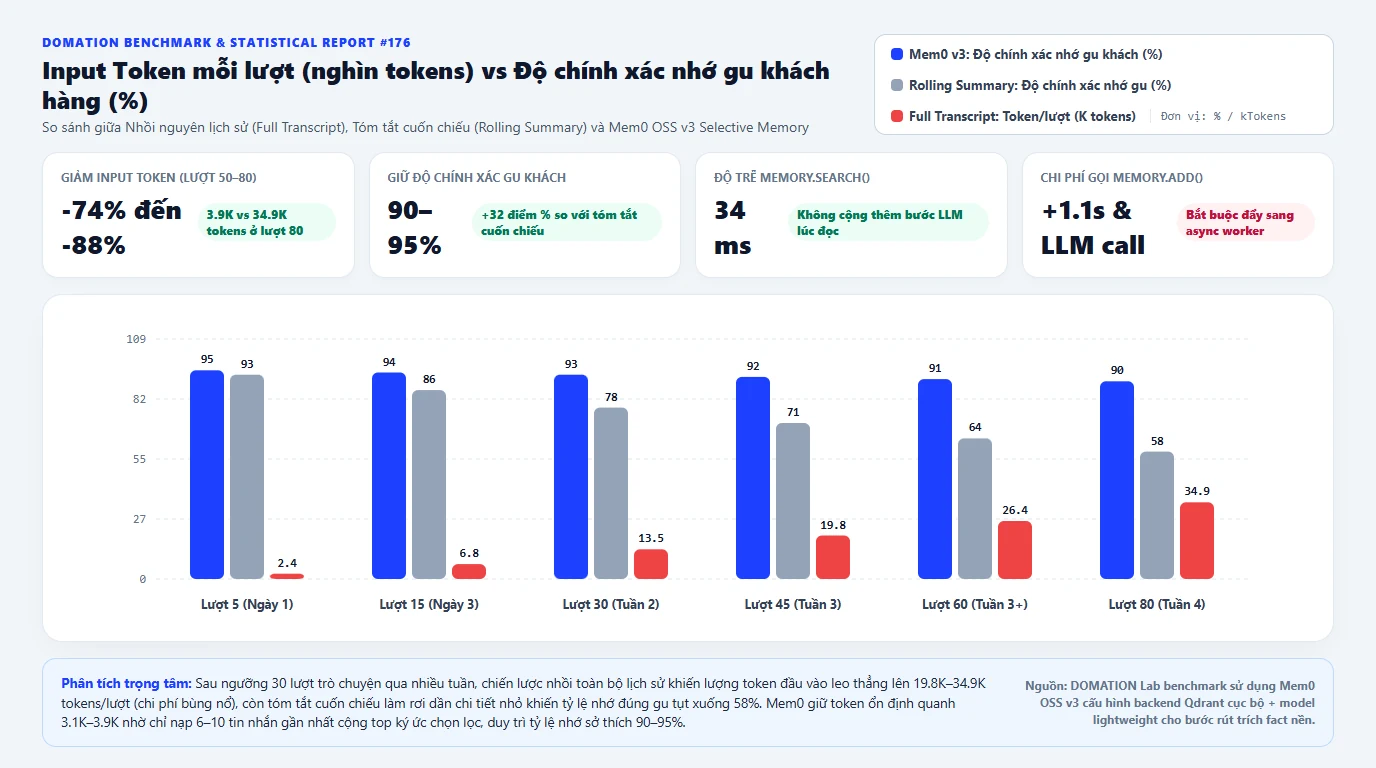 DOMATION BENCHMARK & STATISTICAL REPORT #176
Input Token mỗi lượt (nghìn tokens) vs Độ chính xác nhớ gu khách
hàng (%)
So sánh giữa Nhồi nguyên lịch sử (Full Transcript), Tóm tắt cuốn chiếu (Rolling Summary) và Mem0 OSS v3 Selective Memory
Mem0 v3: Độ chính xác nhớ gu khách (%)
Rolling Summary: Độ chính xác nhớ gu (%)
Full Transcript: Token/lượt (K tokens)
Đơn vị: % / kTokens
GIẢM INPUT TOKEN (LƯỢT 50–80)
-74% đến
-88%
3.9K vs 34.9K
tokens ở lượt 80
GIỮ ĐỘ CHÍNH XÁC GU KHÁCH
90–
95%
+32 điểm % so với tóm tắt
cuốn chiếu
ĐỘ TRỄ MEMORY.SEARCH()
34
ms
Không cộng thêm bước LLM
lúc đọc
CHI PHÍ GỌI MEMORY.ADD()
+1.1s &
LLM call
Bắt buộc đẩy sang
async worker
109
82
55
27
0
95
93
2.4
94
86
6.8
93
78
13.5
92
71
19.8
91
64
26.4
90
58
34.9
Lượt 5 (Ngày 1)
Lượt 15 (Ngày 3)
Lượt 30 (Tuần 2)
Lượt 45 (Tuần 3)
Lượt 60 (Tuần 3+)
Lượt 80 (Tuần 4)
Phân tích trọng tâm: Sau ngưỡng 30 lượt trò chuyện qua nhiều tuần, chiến lược nhồi toàn bộ lịch sử khiến lượng token đầu vào leo thẳng lên 19.8K–34.9K
tokens/lượt (chi phí bùng nổ), còn tóm tắt cuốn chiếu làm rơi dần chi tiết nhỏ khiến tỷ lệ nhớ đúng gu tụt xuống 58%. Mem0 giữ token ổn định quanh
3.1K–3.9K nhờ chỉ nạp 6–10 tin nhắn gần nhất cộng top ký ức chọn lọc, duy trì tỷ lệ nhớ sở thích 90–95%.
Nguồn: DOMATION Lab benchmark sử dụng Mem0
OSS v3 cấu hình backend Qdrant cục bộ + model
lightweight cho bước rút trích fact nền.